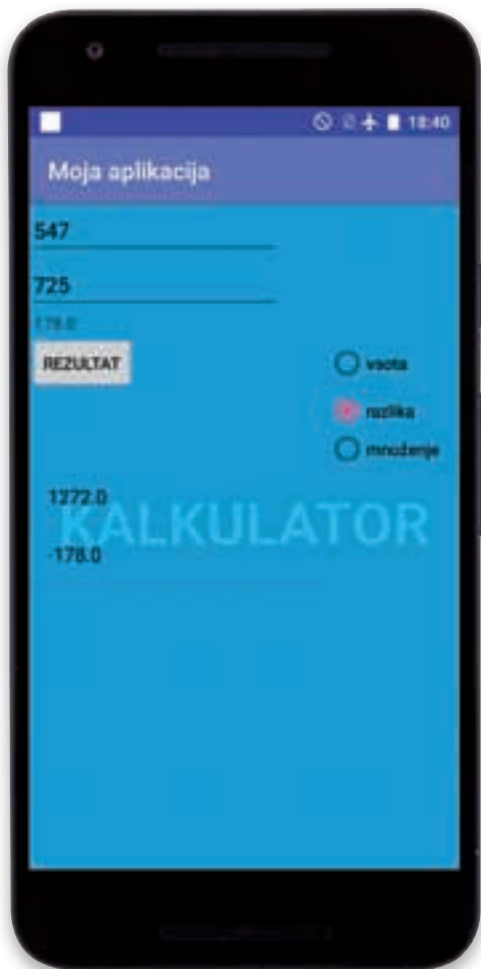 18:40
Moja aplikacija
547
725
178.0
REZULTAT
vsota
razlika
množenje
1272.0
KALKULATOR
-178.0